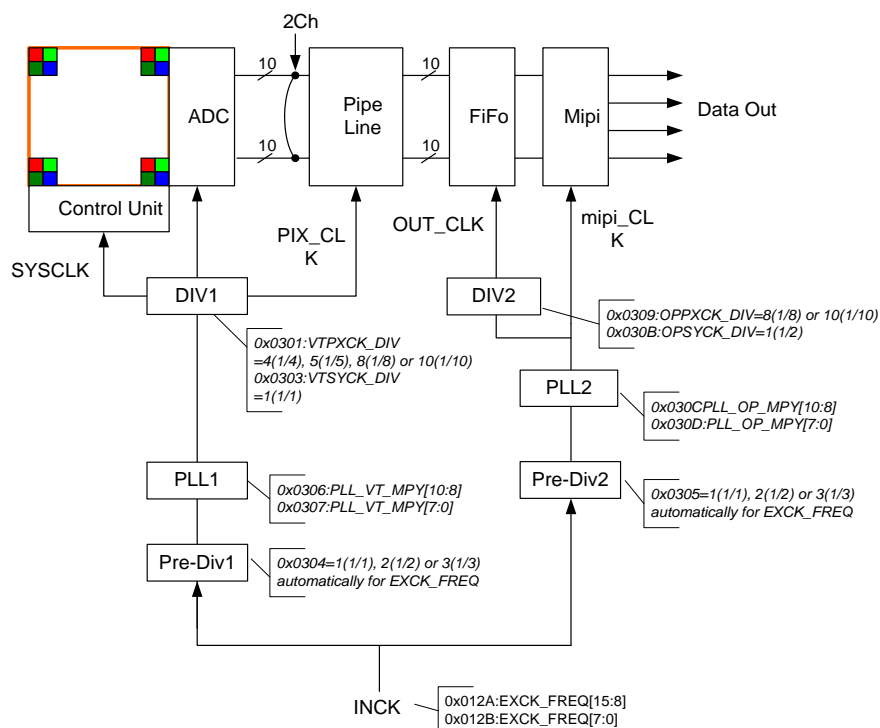 2Ch
10
10
10
10
ADC
Pipe
Line
FiFo
Mipi
Data Out
Control Unit
SYSCLK
PIX_CL
K
OUT_CLK
mipi_CL
K
DIV1
DIV2
0x0301:VTPXCK_DIV
=4(1/4), 5(1/5), 8(1/8) or 10(1/10)
0x0303:VTSYCK_DIV
=1(1/1)
0x0309:OPPXCK_DIV=8(1/8) or 10(1/10)
0x030B:OPSYCK_DIV=1(1/2)
PLL2
0x030CPLL_OP_MPY[10:8]
0x030D:PLL_OP_MPY[7:0]
PLL1
0x0306:PLL_VT_MPY[10:8]
0x0307:PLL_VT_MPY[7:0]
Pre-Div2
0x0305=1(1/1), 2(1/2) or 3(1/3)
automatically for EXCK_FREQ
Pre-Div1
0x0304=1(1/1), 2(1/2) or 3(1/3)
automatically for EXCK_FREQ
INCK
0x012A:EXCK_FREQ[15:8]
0x012B:EXCK_FREQ[7:0]